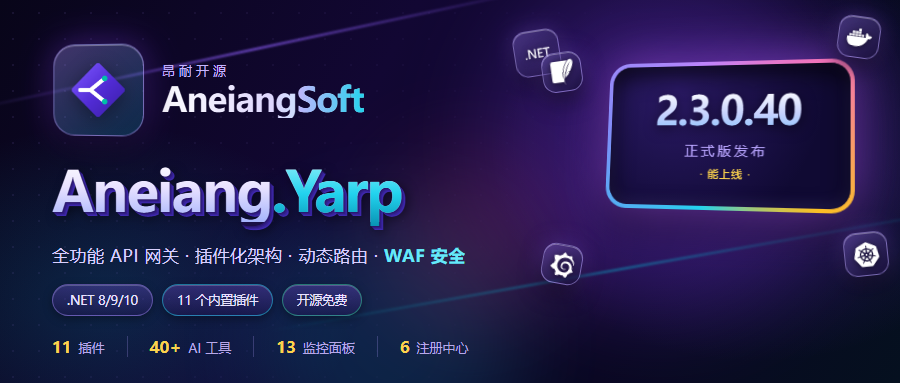 昂耐开源
AneiangSoft
.NET
2.3.0.40
正式版发布
· 能上线 ·
Aneiang.Yarp
全功能 API 网关 · 插件化架构 · 动态路由 · WAF 安全
.NET 8/9/10
11 个内置插件
开源免费
11 插件
40+ AI 工具
13 监控面板
6 注册中心